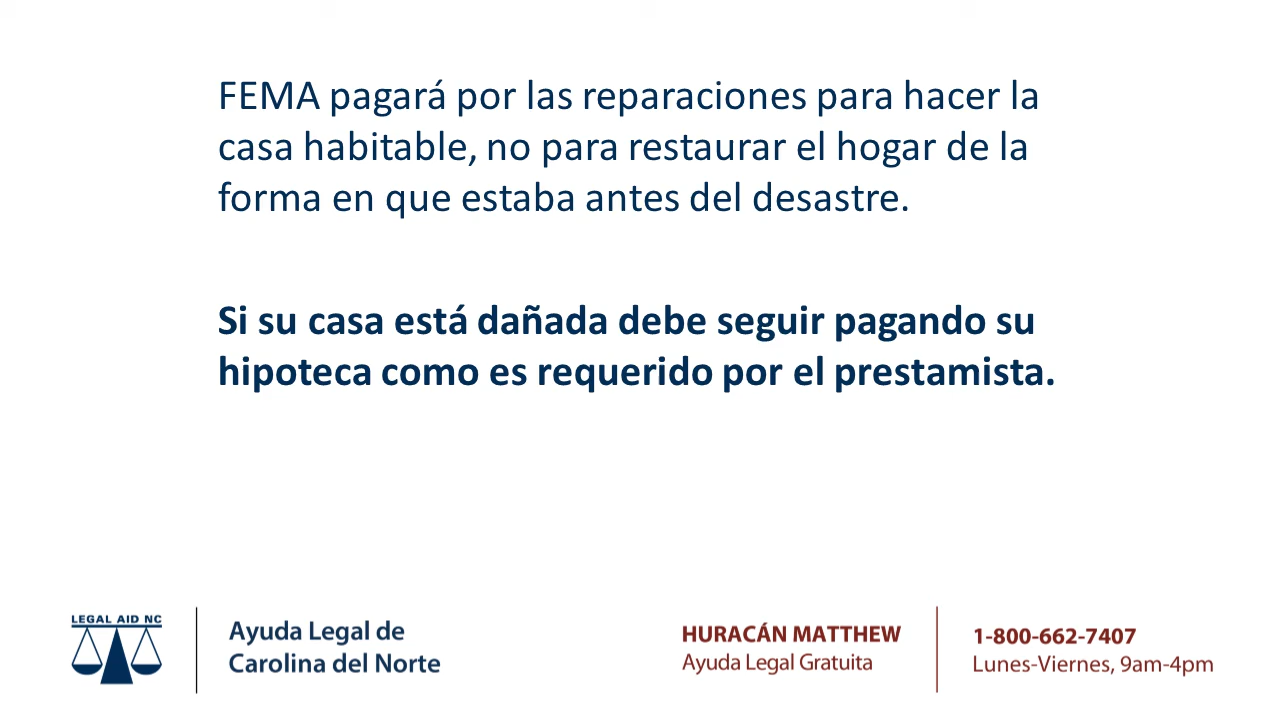 FEMA pagará por las reparaciones para hacer la
casa habitable, no para restaurar el hogar de la
forma en que estaba antes del desastre.
Si su casa está dañada debe seguir pagando su
hipoteca como es requerido por el prestamista.
LEGAL AID NC
Ayuda Legal de
Carolina del Norte
HURACÁN MATTHEW
Ayuda Legal Gratuita
1-800-662-7407
Lunes-Viernes, 9am-4pm